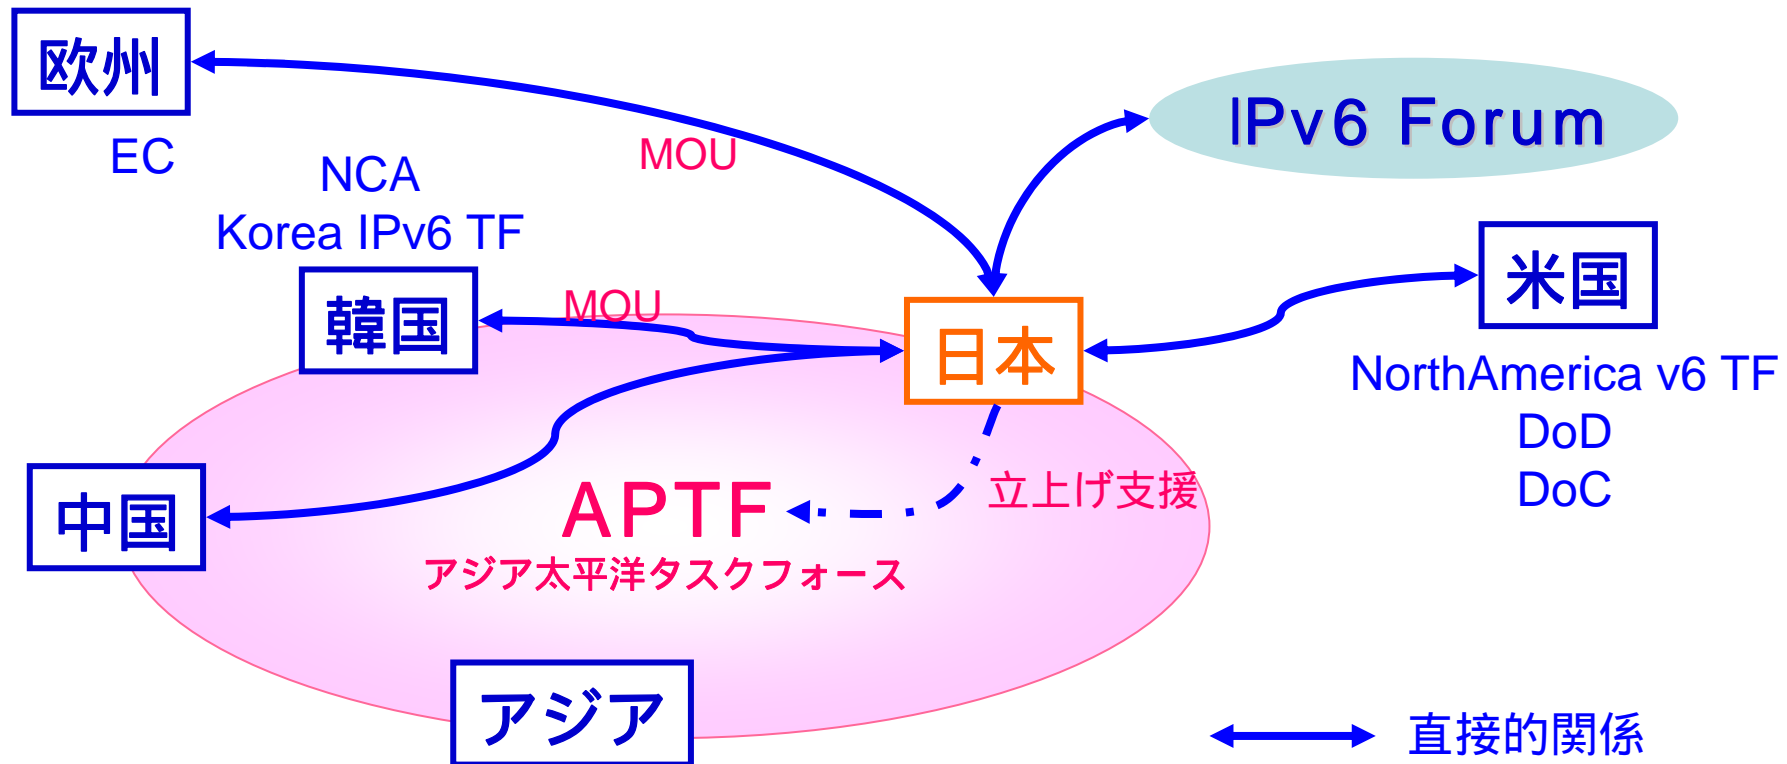 欧州
EC
MOU
IPv6 Forum
NCA
Korea IPv6 TF
韓国
MOU
日本
米国
NorthAmerica v6 TF
DoD
DoC
中国
APTF
アジア太平洋タスクフォース
立上げ支援
アジア
直接的関係